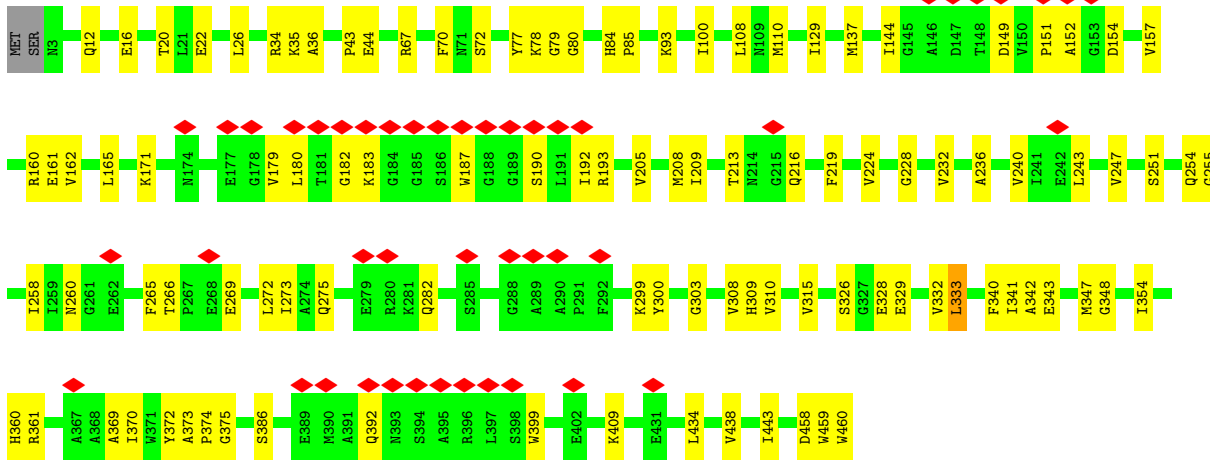 MET SER N3 Q12 E16 T20 L21 E22 L26 R34 K35 A36 P43 E44 R67 F70 N71 S72 Y77 K78 G79 G80 H84 P85 K93 I100 L108 N109 M110 I129 M137 I144 G145 A146 D147 T148 D149 V150 P151 A152 G153 D154 V157
R160 E161 V162 L165 K171 N174 E177 G178 V179 L180 T181 G182 K183 G184 G185 S186 W187 G188 G189 S190 L191 I192 R193 V205 M208 I209 T213 N214 G215 Q216 F219 V224 G228 V232 A236 V240 I241 E242 L243 V247 S251 Q254 G255
I258 I259 N260 G261 E262 F265 T266 P267 E268 E269 L272 I273 A274 Q275 E279 R280 K281 Q282 S285 G288 A289 A290 P291 F292 K299 Y300 G303 V308 H309 V310 V315 S326 G327 E328 E329 V332 L333 F340 I341 A342 E343 M347 G348 I354
H360 R361 A367 A368 A369 I370 W371 Y372 A373 P374 G375 S386 E389 M390 A391 Q392 N393 S394 A395 R396 L397 S398 W399 E402 K409 E431 L434 V438 I443 D458 W459 W460